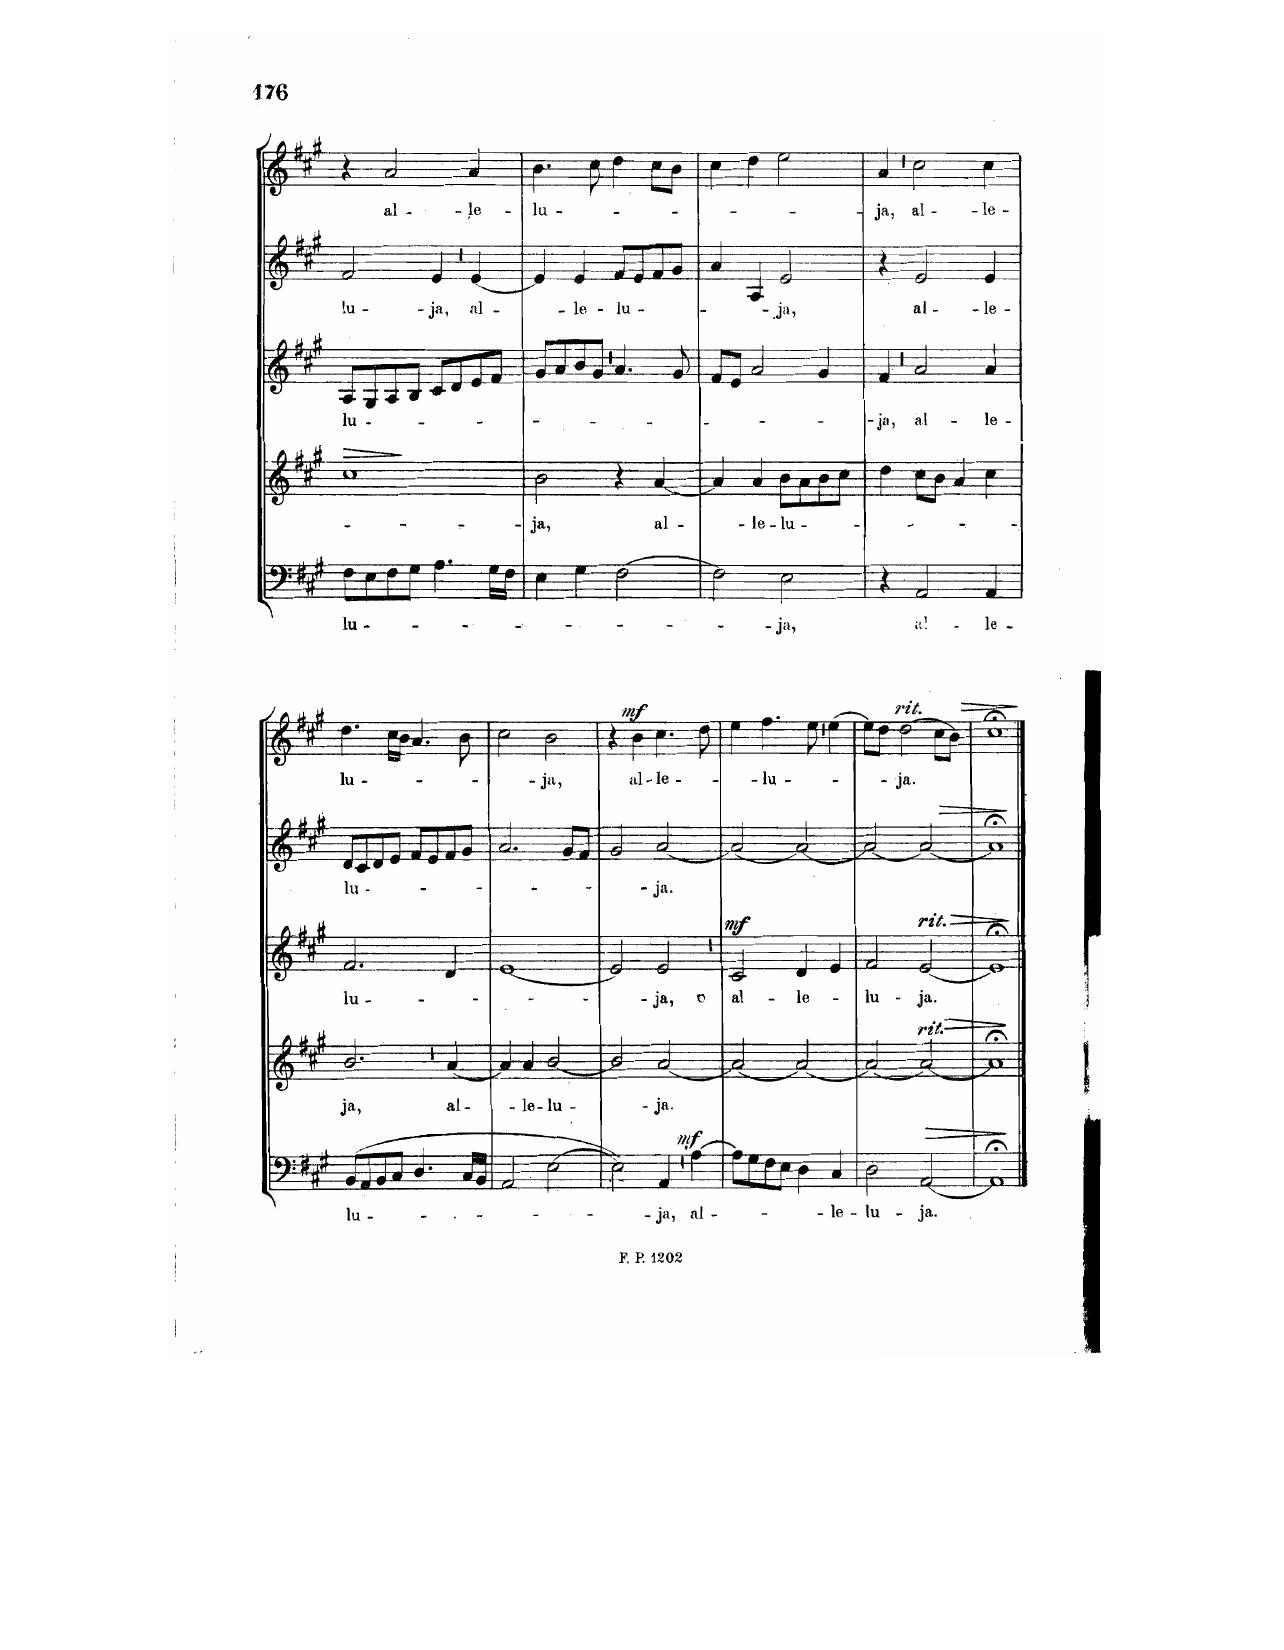 176
al - - le -
lu - - - -
- - - ja, al - - le -
lu - - ja, al - - le - lu - - - ja, al - - le -
lu - - - - - - - - - - - ja, al - le -
- - - - ja, al - - le - lu - - - - - -
lu - - - - - - - - - ja, al - le -
mf rit.
lu - - - - - ja, al - le - - lu - - - ja.
lu - - - - - - - ja.
mf rit.
lu - - - - - - - ja, al - le - lu - ja.
rit.
ja, al - - le - lu - - ja.
mf
lu - - - - - - - ja, al - - - le - lu - ja.
F. P. 1202